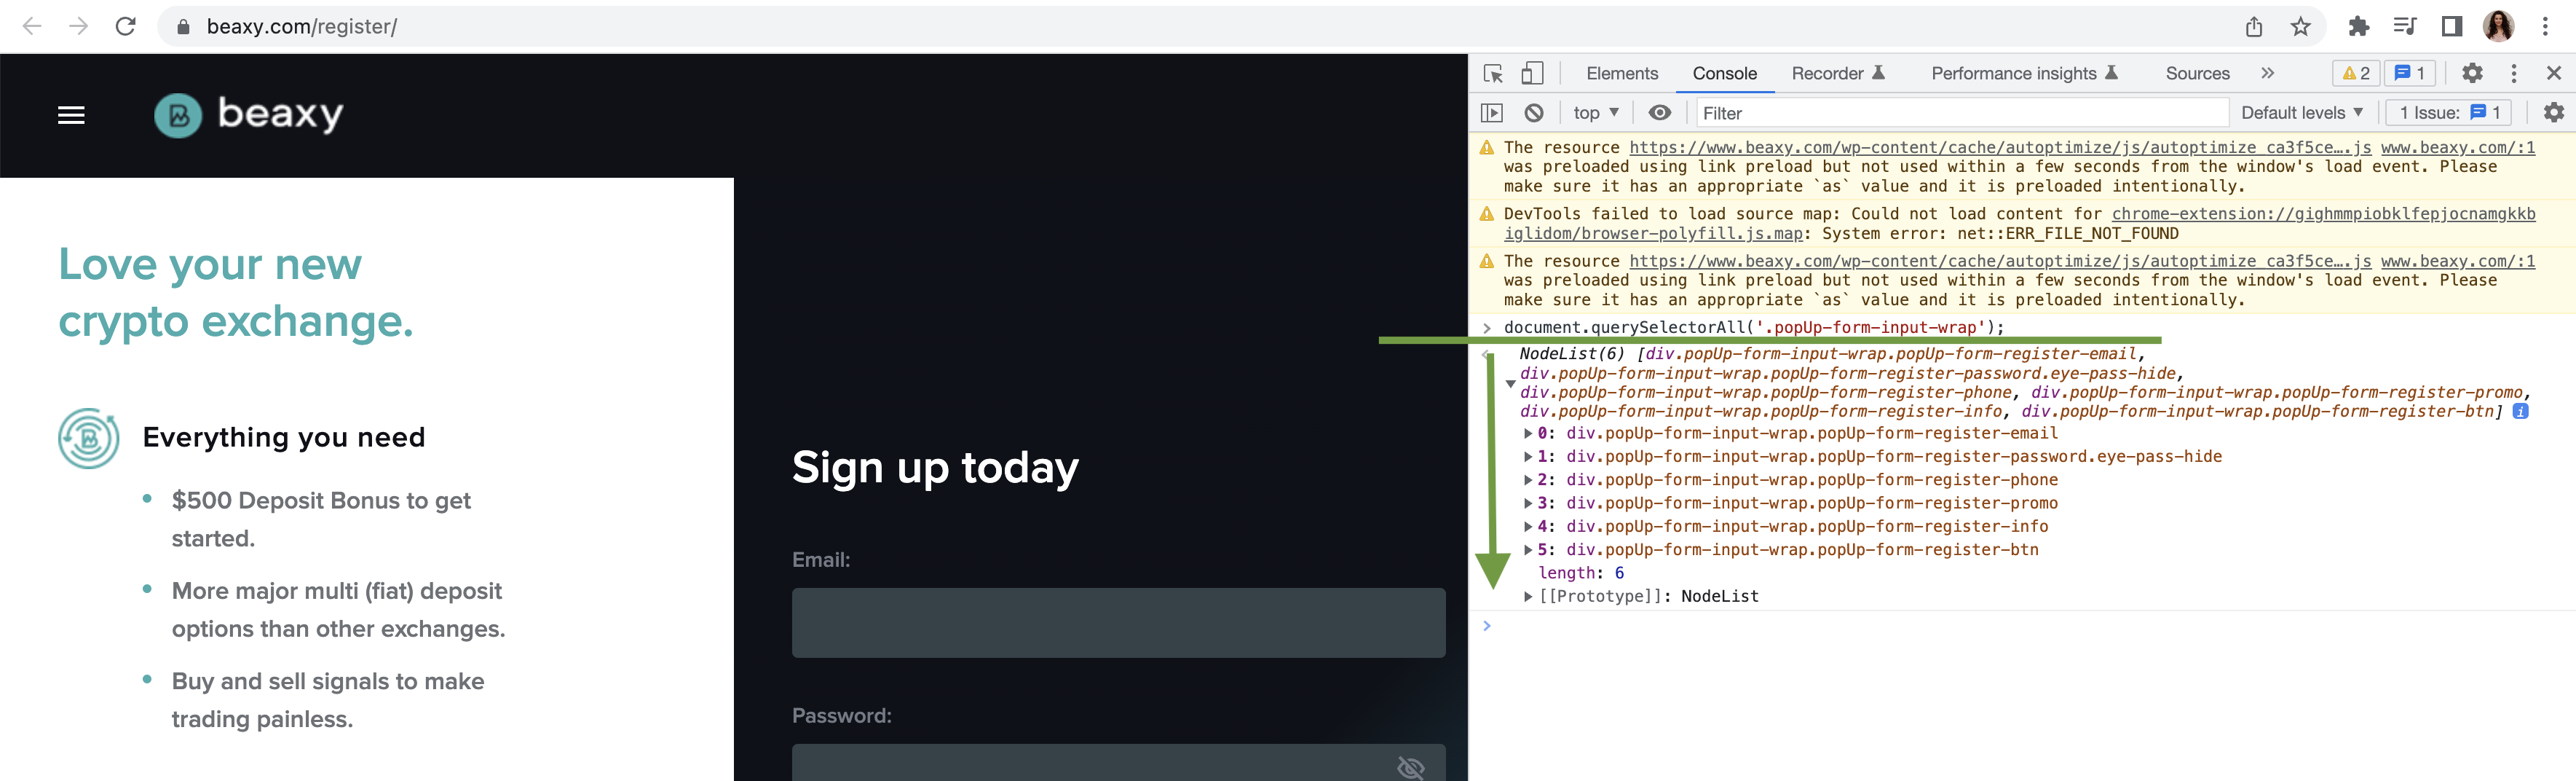 beaxy.com/register/
beaxy
Love your new
crypto exchange.
Everything you need
• $500 Deposit Bonus to get
started.
• More major multi (fiat) deposit
options than other exchanges.
• Buy and sell signals to make
trading painless.
Sign up today
Email:
Password:
Elements Console Recorder Performance insights Sources » 2 1
top Filter Default levels 1 Issue: 1
The resource https://www.beaxy.com/wp-content/cache/autoptimize/js/autoptimize_ca3f5ce….js www.beaxy.com/:1
was preloaded using link preload but not used within a few seconds from the window's load event. Please
make sure it has an appropriate `as` value and it is preloaded intentionally.
DevTools failed to load source map: Could not load content for chrome-extension://gighmmpiobklfepjocnamgkkb
iglidom/browser-polyfill.js.map: System error: net::ERR_FILE_NOT_FOUND
The resource https://www.beaxy.com/wp-content/cache/autoptimize/js/autoptimize_ca3f5ce….js www.beaxy.com/:1
was preloaded using link preload but not used within a few seconds from the window's load event. Please
make sure it has an appropriate `as` value and it is preloaded intentionally.
> document.querySelectorAll('.popUp-form-input-wrap');
NodeList(6) [div.popUp-form-input-wrap.popUp-form-register-email,
div.popUp-form-input-wrap.popUp-form-register-password.eye-pass-hide,
div.popUp-form-input-wrap.popUp-form-register-phone, div.popUp-form-input-wrap.popUp-form-register-promo,
div.popUp-form-input-wrap.popUp-form-register-info, div.popUp-form-input-wrap.popUp-form-register-btn] i
0: div.popUp-form-input-wrap.popUp-form-register-email
1: div.popUp-form-input-wrap.popUp-form-register-password.eye-pass-hide
2: div.popUp-form-input-wrap.popUp-form-register-phone
3: div.popUp-form-input-wrap.popUp-form-register-promo
4: div.popUp-form-input-wrap.popUp-form-register-info
5: div.popUp-form-input-wrap.popUp-form-register-btn
length: 6
[[Prototype]]: NodeList
>